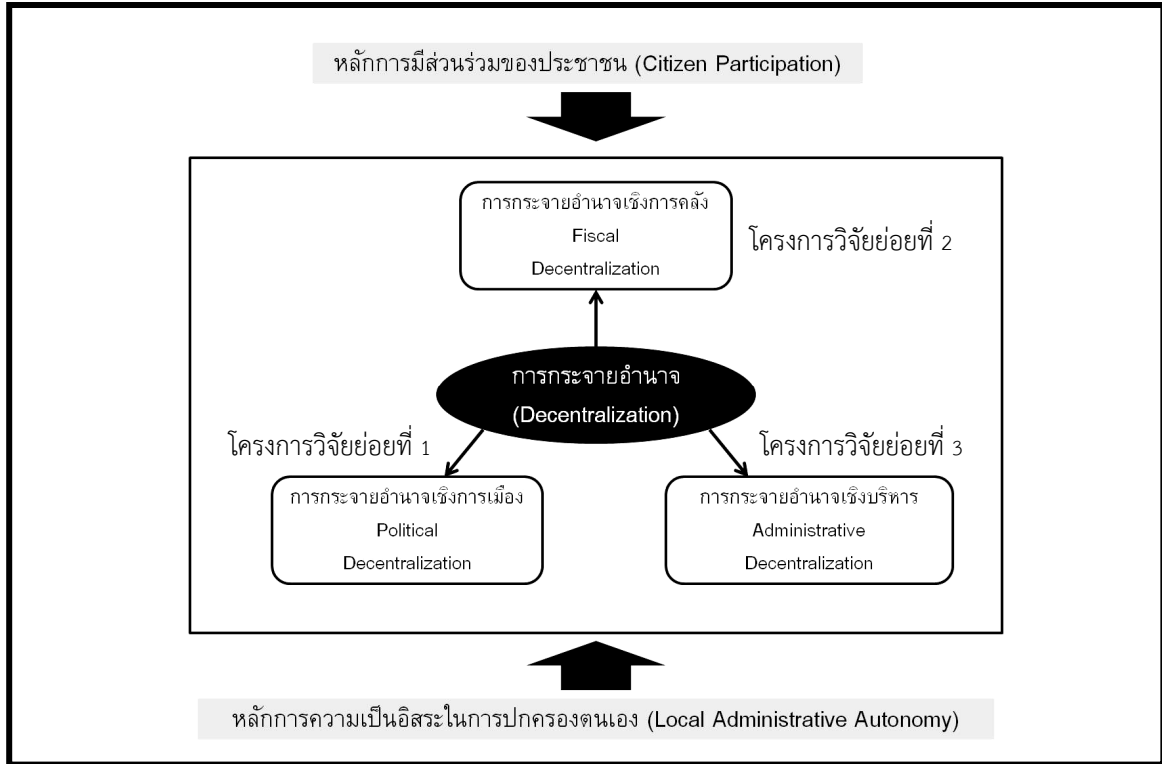 หลักการมีส่วนร่วมของประชาชน (Citizen Participation)
การกระจายอำนาจเชิงการคลัง
Fiscal
Decentralization
โครงการวิจัยย่อยที่ 2
การกระจายอำนาจ
(Decentralization)
โครงการวิจัยย่อยที่ 1
การกระจายอำนาจเชิงการเมือง
Political
Decentralization
โครงการวิจัยย่อยที่ 3
การกระจายอำนาจเชิงบริหาร
Administrative
Decentralization
หลักการความเป็นอิสระในการปกครองตนเอง (Local Administrative Autonomy)